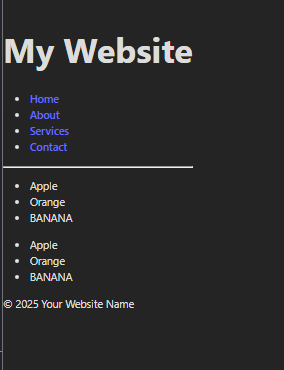 My Website
Home
About
Services
Contact
Apple
Orange
BANANA
Apple
Orange
BANANA
© 2025 Your Website Name